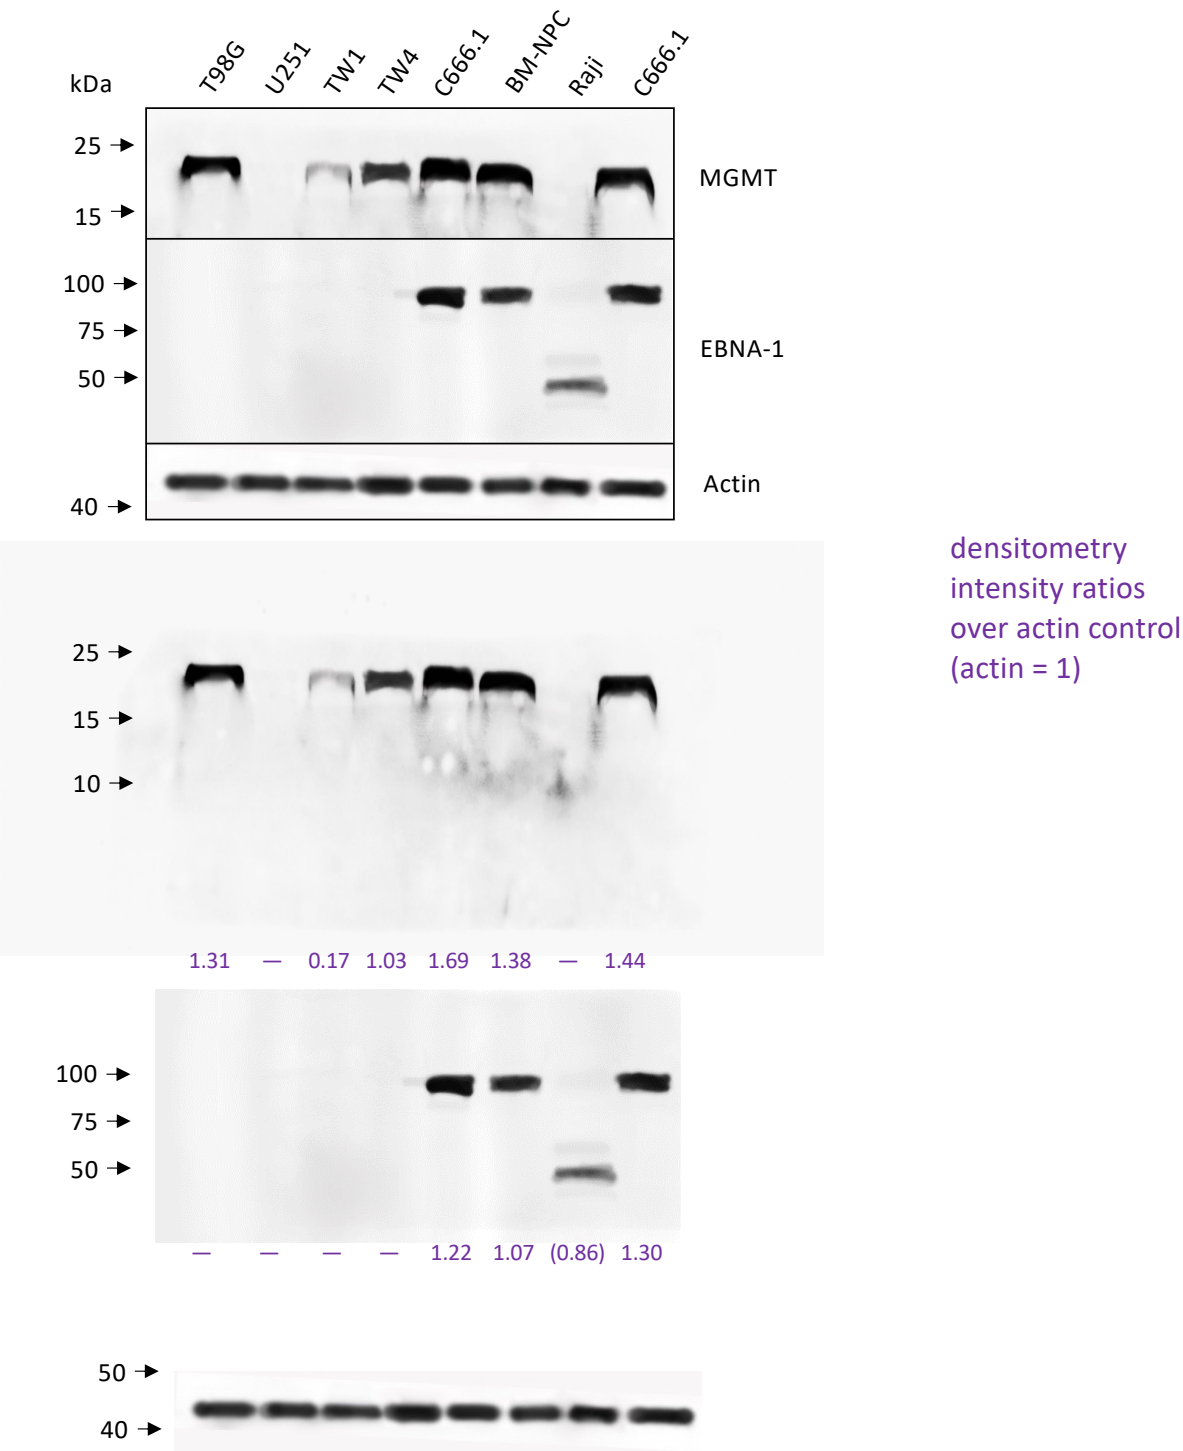 kDa T98G U251 TW1 TW4 C666.1 BM-NPC Raji C666.1
25
MGMT
15
100
75
EBNA-1
50
Actin
40
densitometry
intensity ratios
over actin control
(actin = 1)
25
15
10
1.31 — 0.17 1.03 1.69 1.38 — 1.44
100
75
50
— — — — 1.22 1.07 (0.86) 1.30
50
40